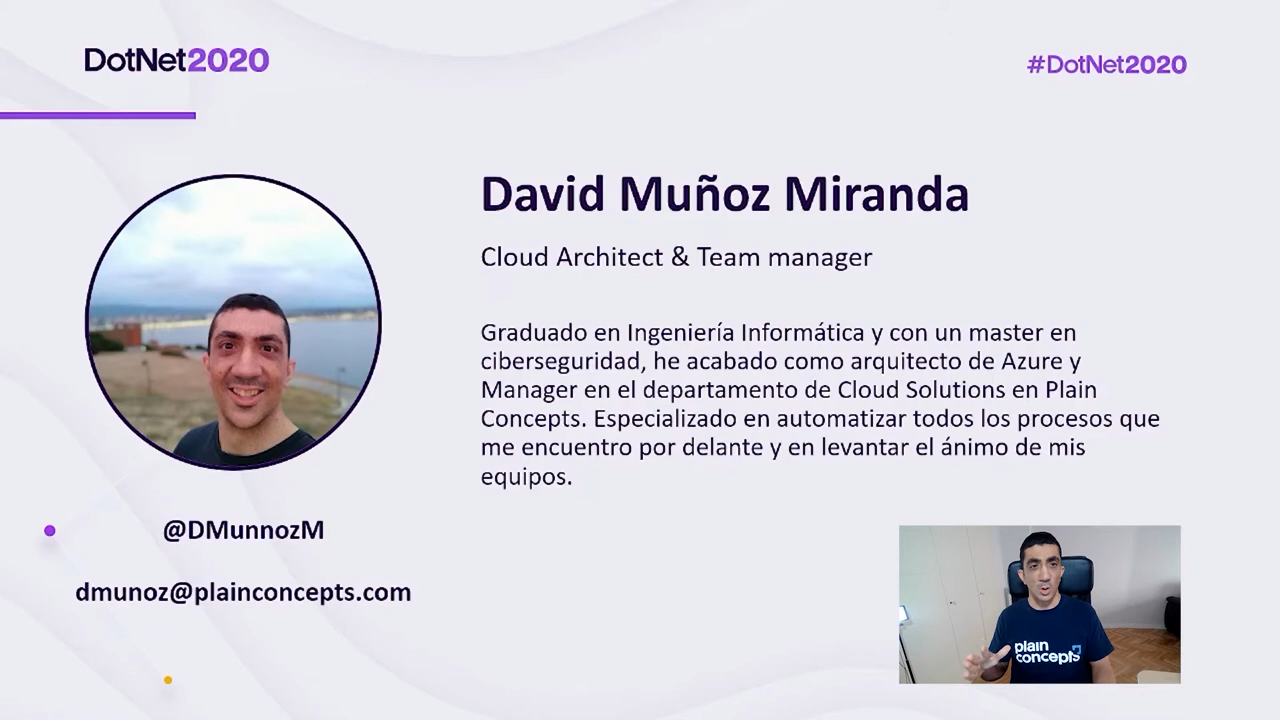 DotNet2020
#DotNet2020
David Muñoz Miranda
Cloud Architect & Team manager
Graduado en Ingeniería Informática y con un master en
ciberseguridad, he acabado como arquitecto de Azure y
Manager en el departamento de Cloud Solutions en Plain
Concepts. Especializado en automatizar todos los procesos que
me encuentro por delante y en levantar el ánimo de mis
equipos.
@DMunnozM
dmunoz@plainconcepts.com
plain
concepts